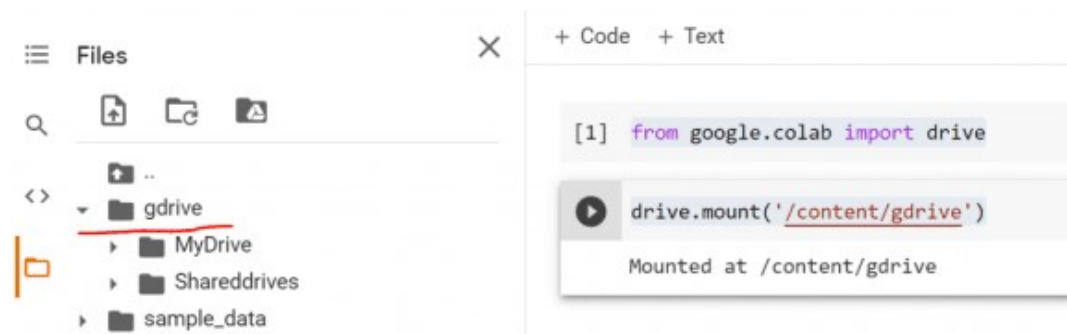 Files
..
gdrive
MyDrive
Shareddrives
sample_data
+ Code + Text
[1] from google.colab import drive
drive.mount('/content/gdrive')
Mounted at /content/gdrive